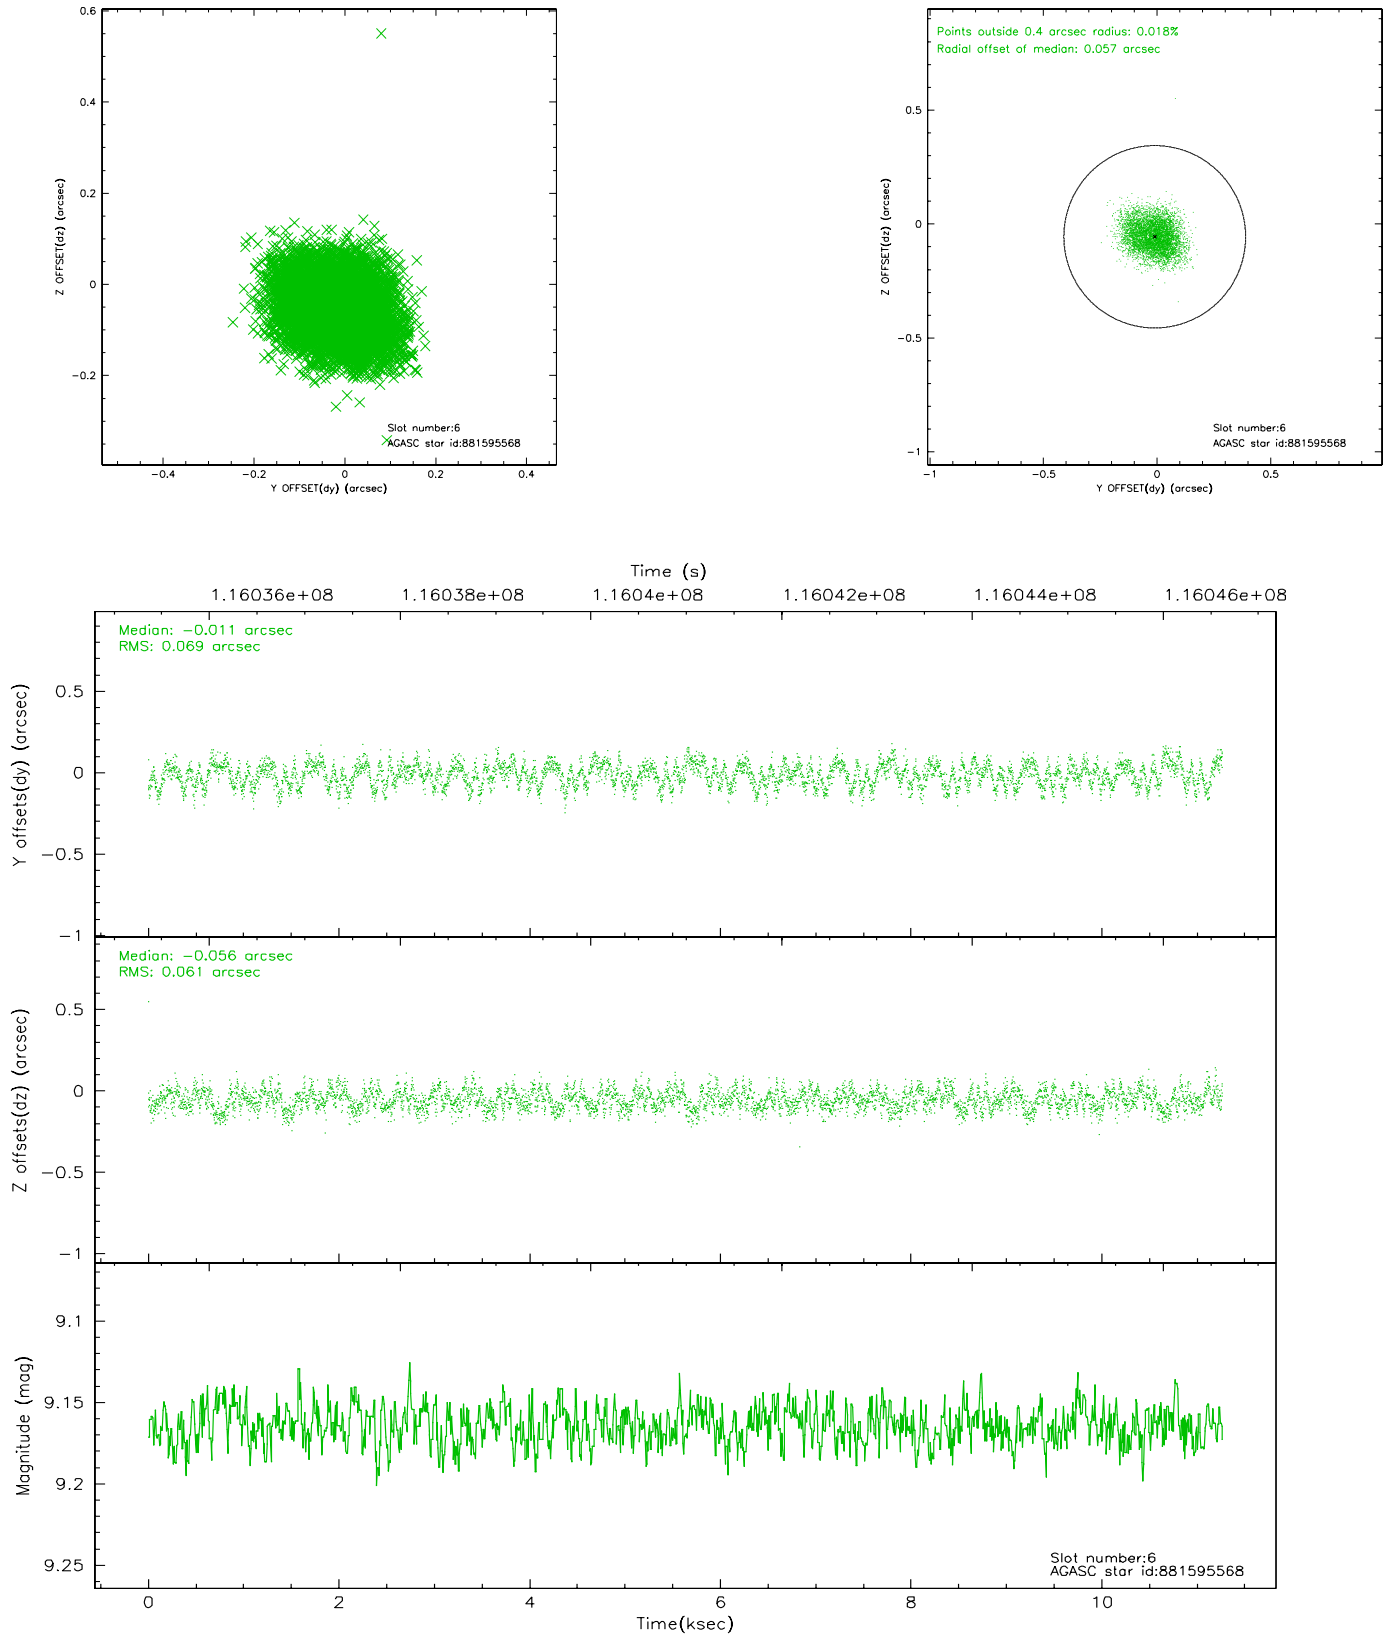 0.6
0.4
0.2
0
−0.2
Z OFFSET(dz) (arcsec)
Slot number:6
AGASC star id:881595568
−0.4
−0.2
0
0.2
0.4
Y OFFSET(dy) (arcsec)
Points outside 0.4 arcsec radius: 0.018%
Radial offset of median: 0.057 arcsec
0.5
0
−0.5
−1
Z OFFSET(dz) (arcsec)
Slot number:6
AGASC star id:881595568
−1
−0.5
0
0.5
Y OFFSET(dy) (arcsec)
Time (s)
1.16036e+08
1.16038e+08
1.1604e+08
1.16042e+08
1.16044e+08
1.16046e+08
Median: −0.011 arcsec
RMS: 0.069 arcsec
0.5
0
−0.5
−1
Y offsets(dy) (arcsec)
Median: −0.056 arcsec
RMS: 0.061 arcsec
0.5
0
−0.5
−1
Z offsets(dz) (arcsec)
9.1
9.15
9.2
9.25
Magnitude (mag)
Slot number:6
AGASC star id:881595568
0
2
4
6
8
10
Time(ksec)